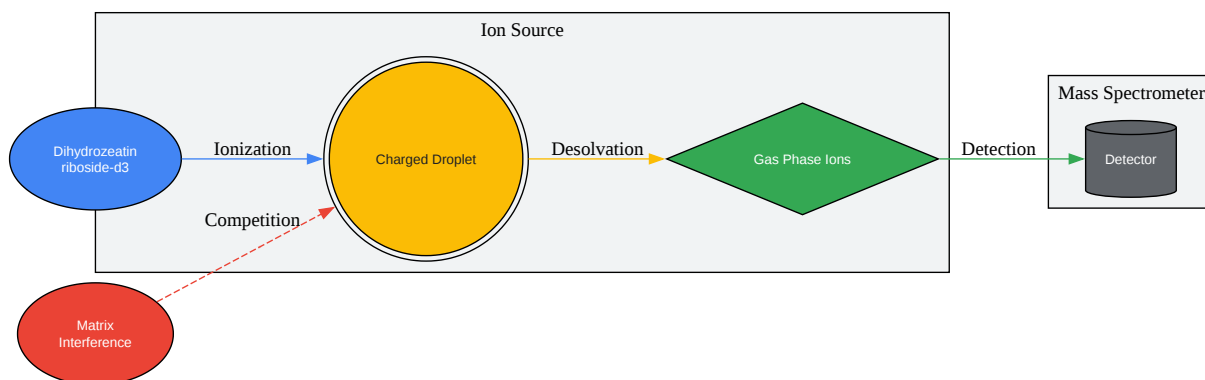 Ion Source
Mass Spectrometer
Dihydrozeatin
riboside-d3
Ionization
Charged Droplet
Desolvation
Gas Phase Ions
Detection
Detector
Competition
Matrix
Interference